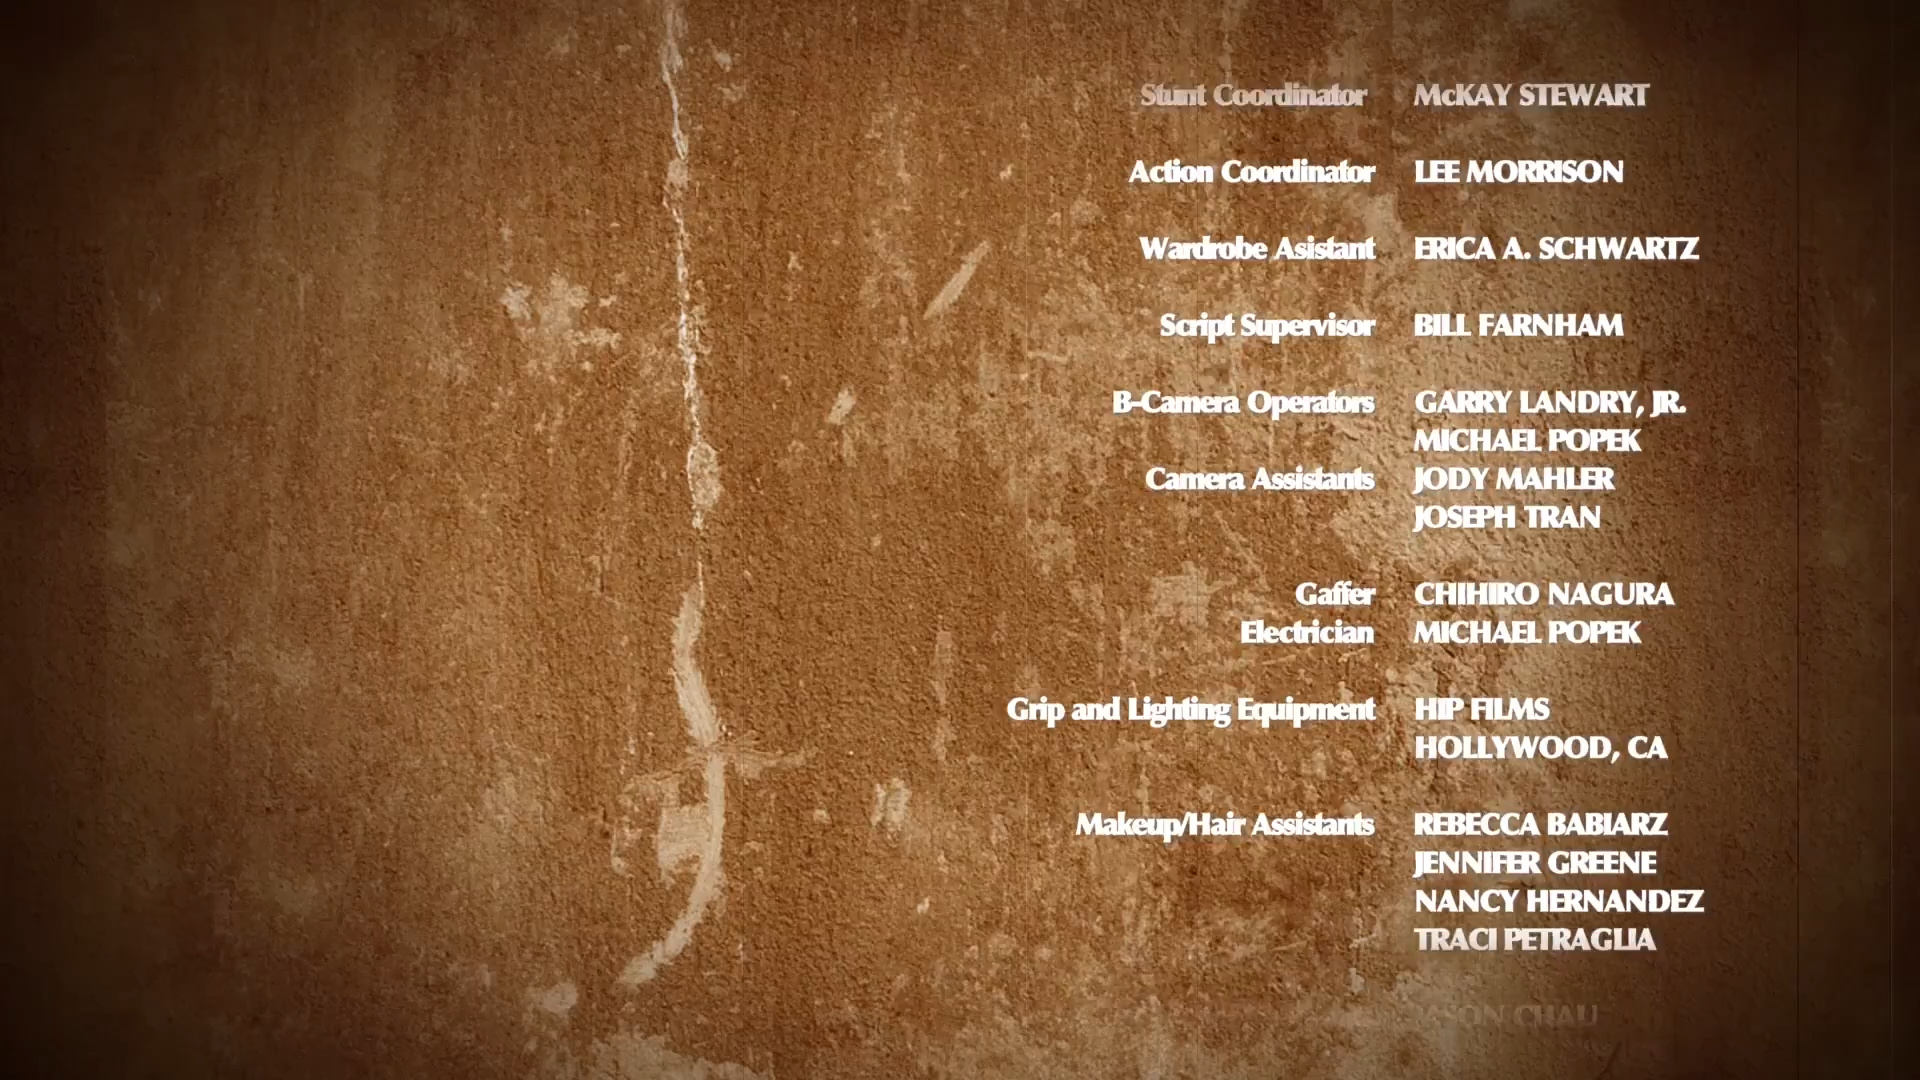 Stunt Coordinator McKAY STEWART
Action Coordinator LEE MORRISON
Wardrobe Asistant ERICA A. SCHWARTZ
Script Supervisor BILL FARNHAM
B-Camera Operators GARRY LANDRY, JR.
MICHAEL POPEK
Camera Assistants JODY MAHLER
JOSEPH TRAN
Gaffer CHIHIRO NAGURA
Electrician MICHAEL POPEK
Grip and Lighting Equipment HIP FILMS
HOLLYWOOD, CA
Makeup/Hair Assistants REBECCA BABIARZ
JENNIFER GREENE
NANCY HERNANDEZ
TRACI PETRAGLIA
JASON CHAU